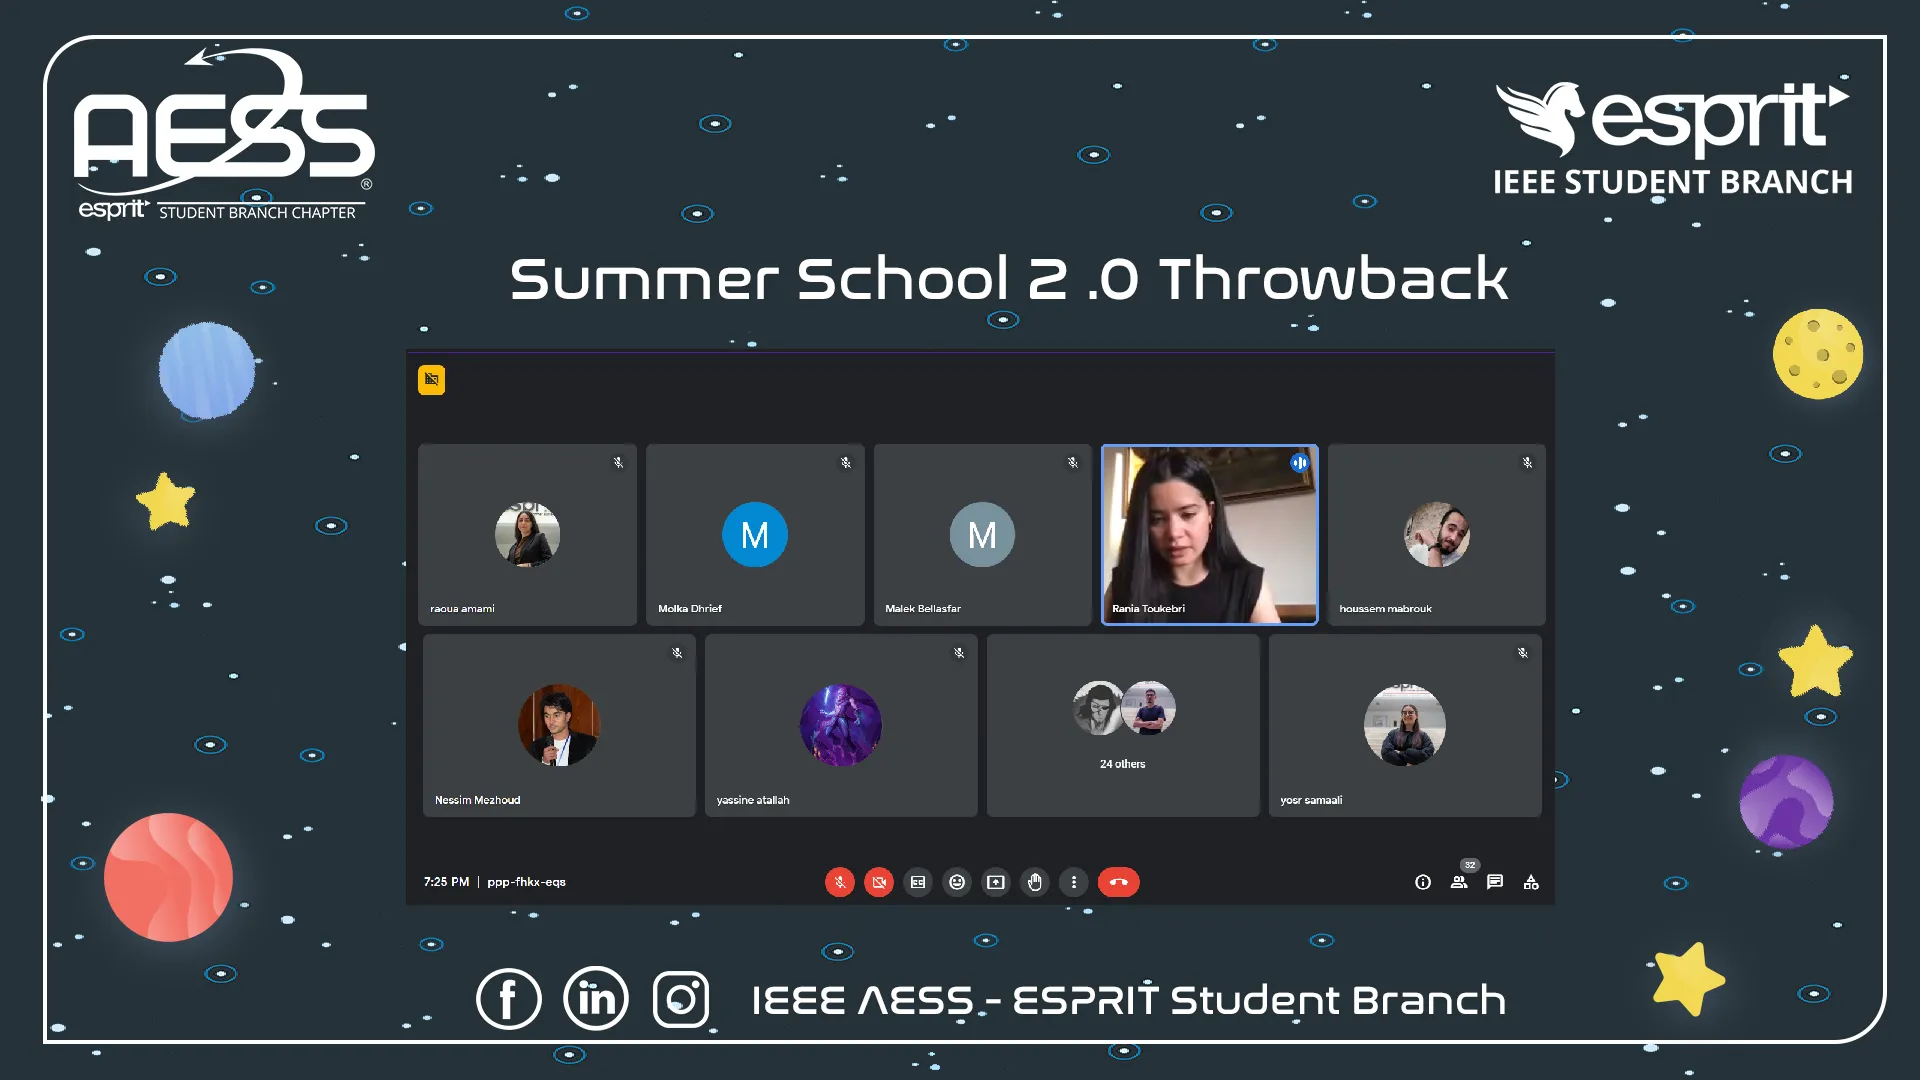 AESS
®
esprit STUDENT BRANCH CHAPTER
esprit
IEEE STUDENT BRANCH
Summer School 2 .0 Throwback
raoua amami
M
Molka Dhrief
M
Malek Bellasfar
Rania Toukebri
houssem mabrouk
Nessim Mezhoud
yassine atallah
24 others
yosr samaali
7:25 PM | ppp-fhkx-eqs
32
f in IEEE AESS - ESPRIT Student Branch